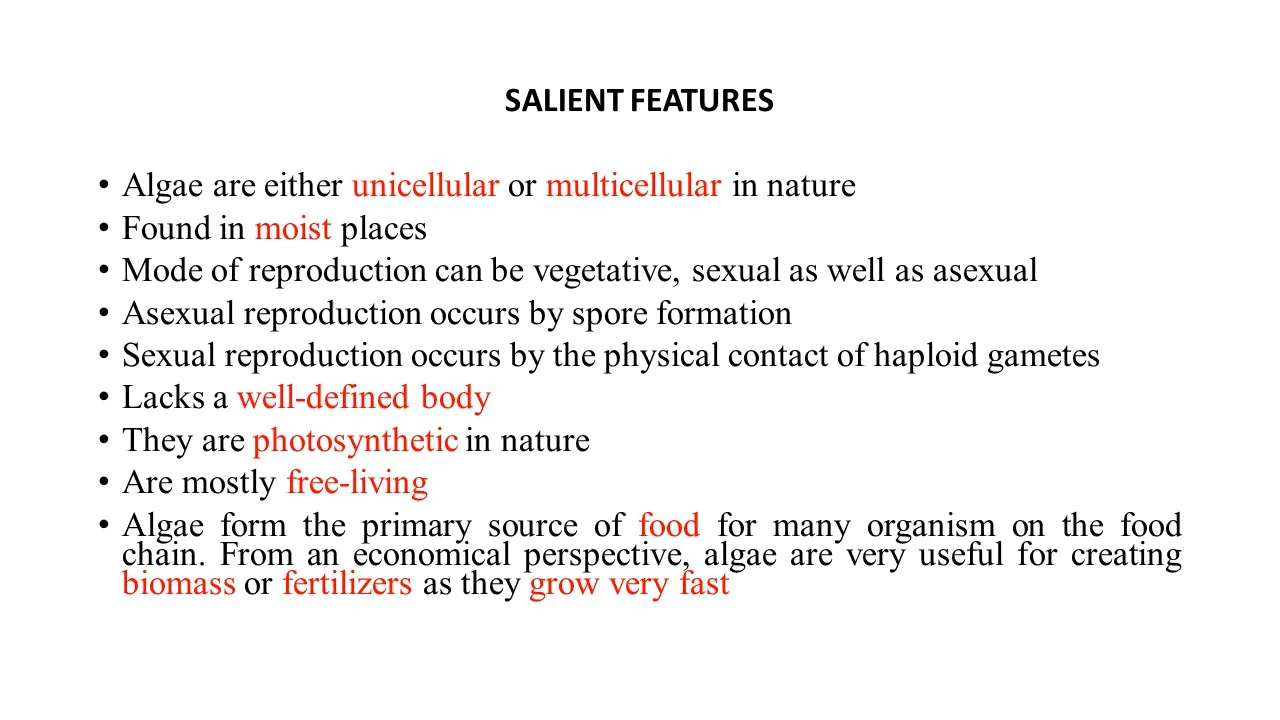 SALIENT FEATURES
• Algae are either unicellular or multicellular in nature
• Found in moist places
• Mode of reproduction can be vegetative, sexual as well as asexual
• Asexual reproduction occurs by spore formation
• Sexual reproduction occurs by the physical contact of haploid gametes
• Lacks a well-defined body
• They are photosynthetic in nature
• Are mostly free-living
• Algae form the primary source of food for many organism on the food
chain. From an economical perspective, algae are very useful for creating
biomass or fertilizers as they grow very fast